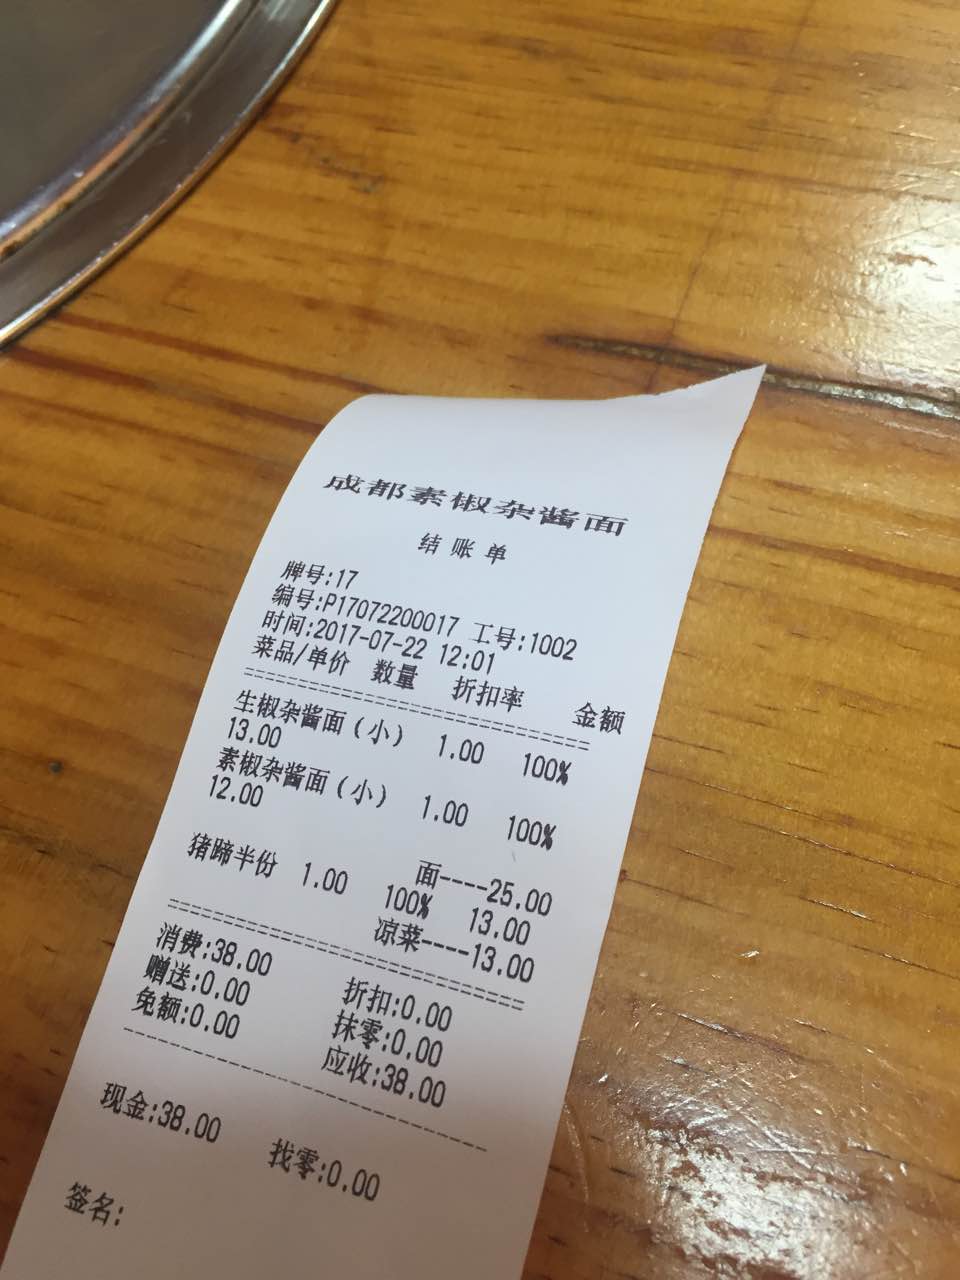 成都素椒杂酱面
结账单
牌号:17
编号:P17072200017 工号:1002
时间:2017-07-22 12:01
菜品/单价 数量 折扣率 金额
生椒杂酱面(小) 1.00 100%
13.00
素椒杂酱面(小) 1.00 100%
12.00
面----25.00
猪蹄半份 1.00 100% 13.00
凉菜----13.00
消费:38.00 折扣:0.00
赠送:0.00 抹零:0.00
免额:0.00 应收:38.00
现金:38.00 找零:0.00
签名: